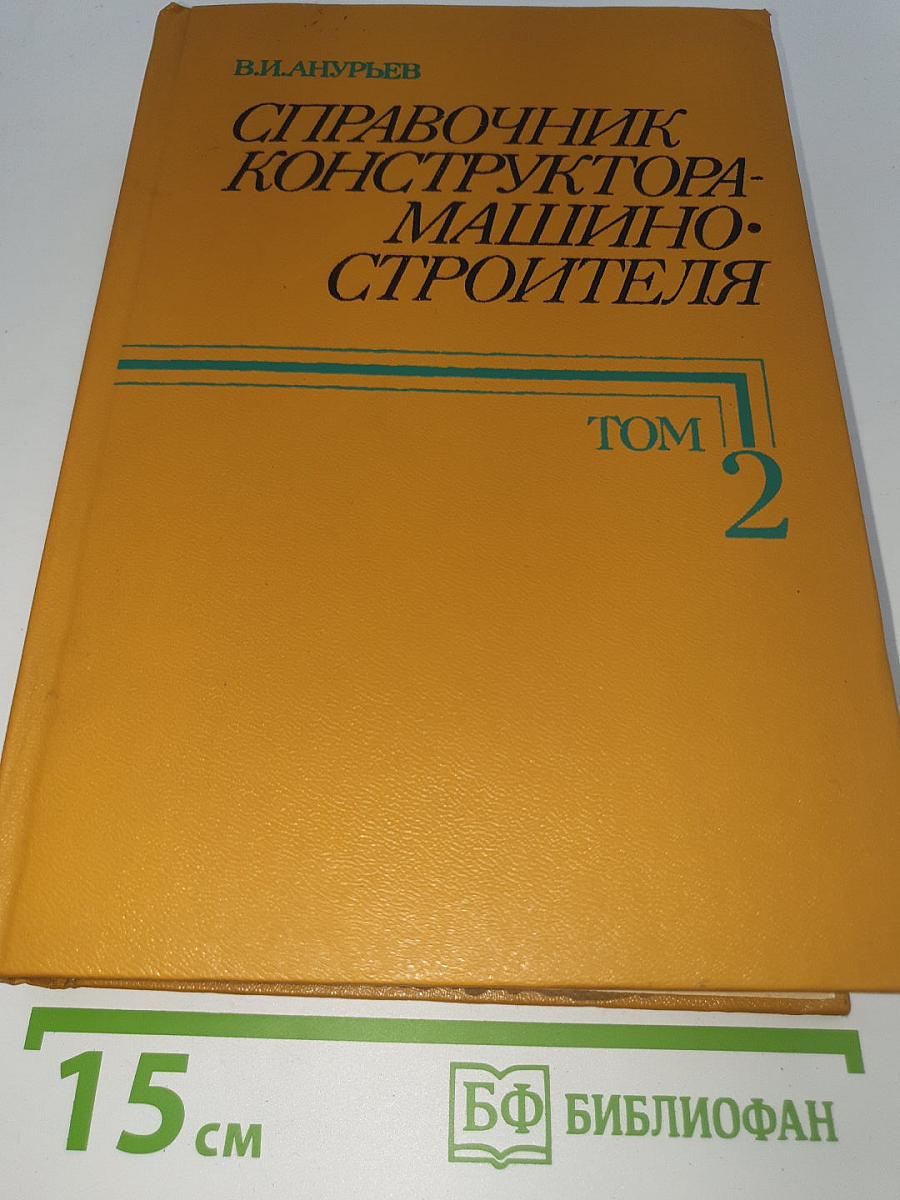 В.И.АНУРЬЕВ
СПРАВОЧНИК
КОНСТРУКТОРА-
МАШИНО•
СТРОИТЕЛЯ
ТОМ
2
15 см
БФ БИБЛИОФАН